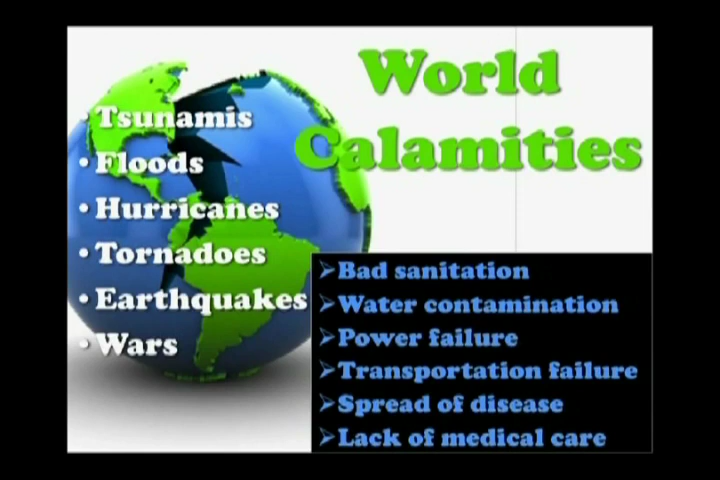 World
Calamities
• Tsunamis
• Floods
• Hurricanes
• Tornadoes
• Earthquakes
• Wars
➢Bad sanitation
➢Water contamination
➢Power failure
➢Transportation failure
➢Spread of disease
➢Lack of medical care